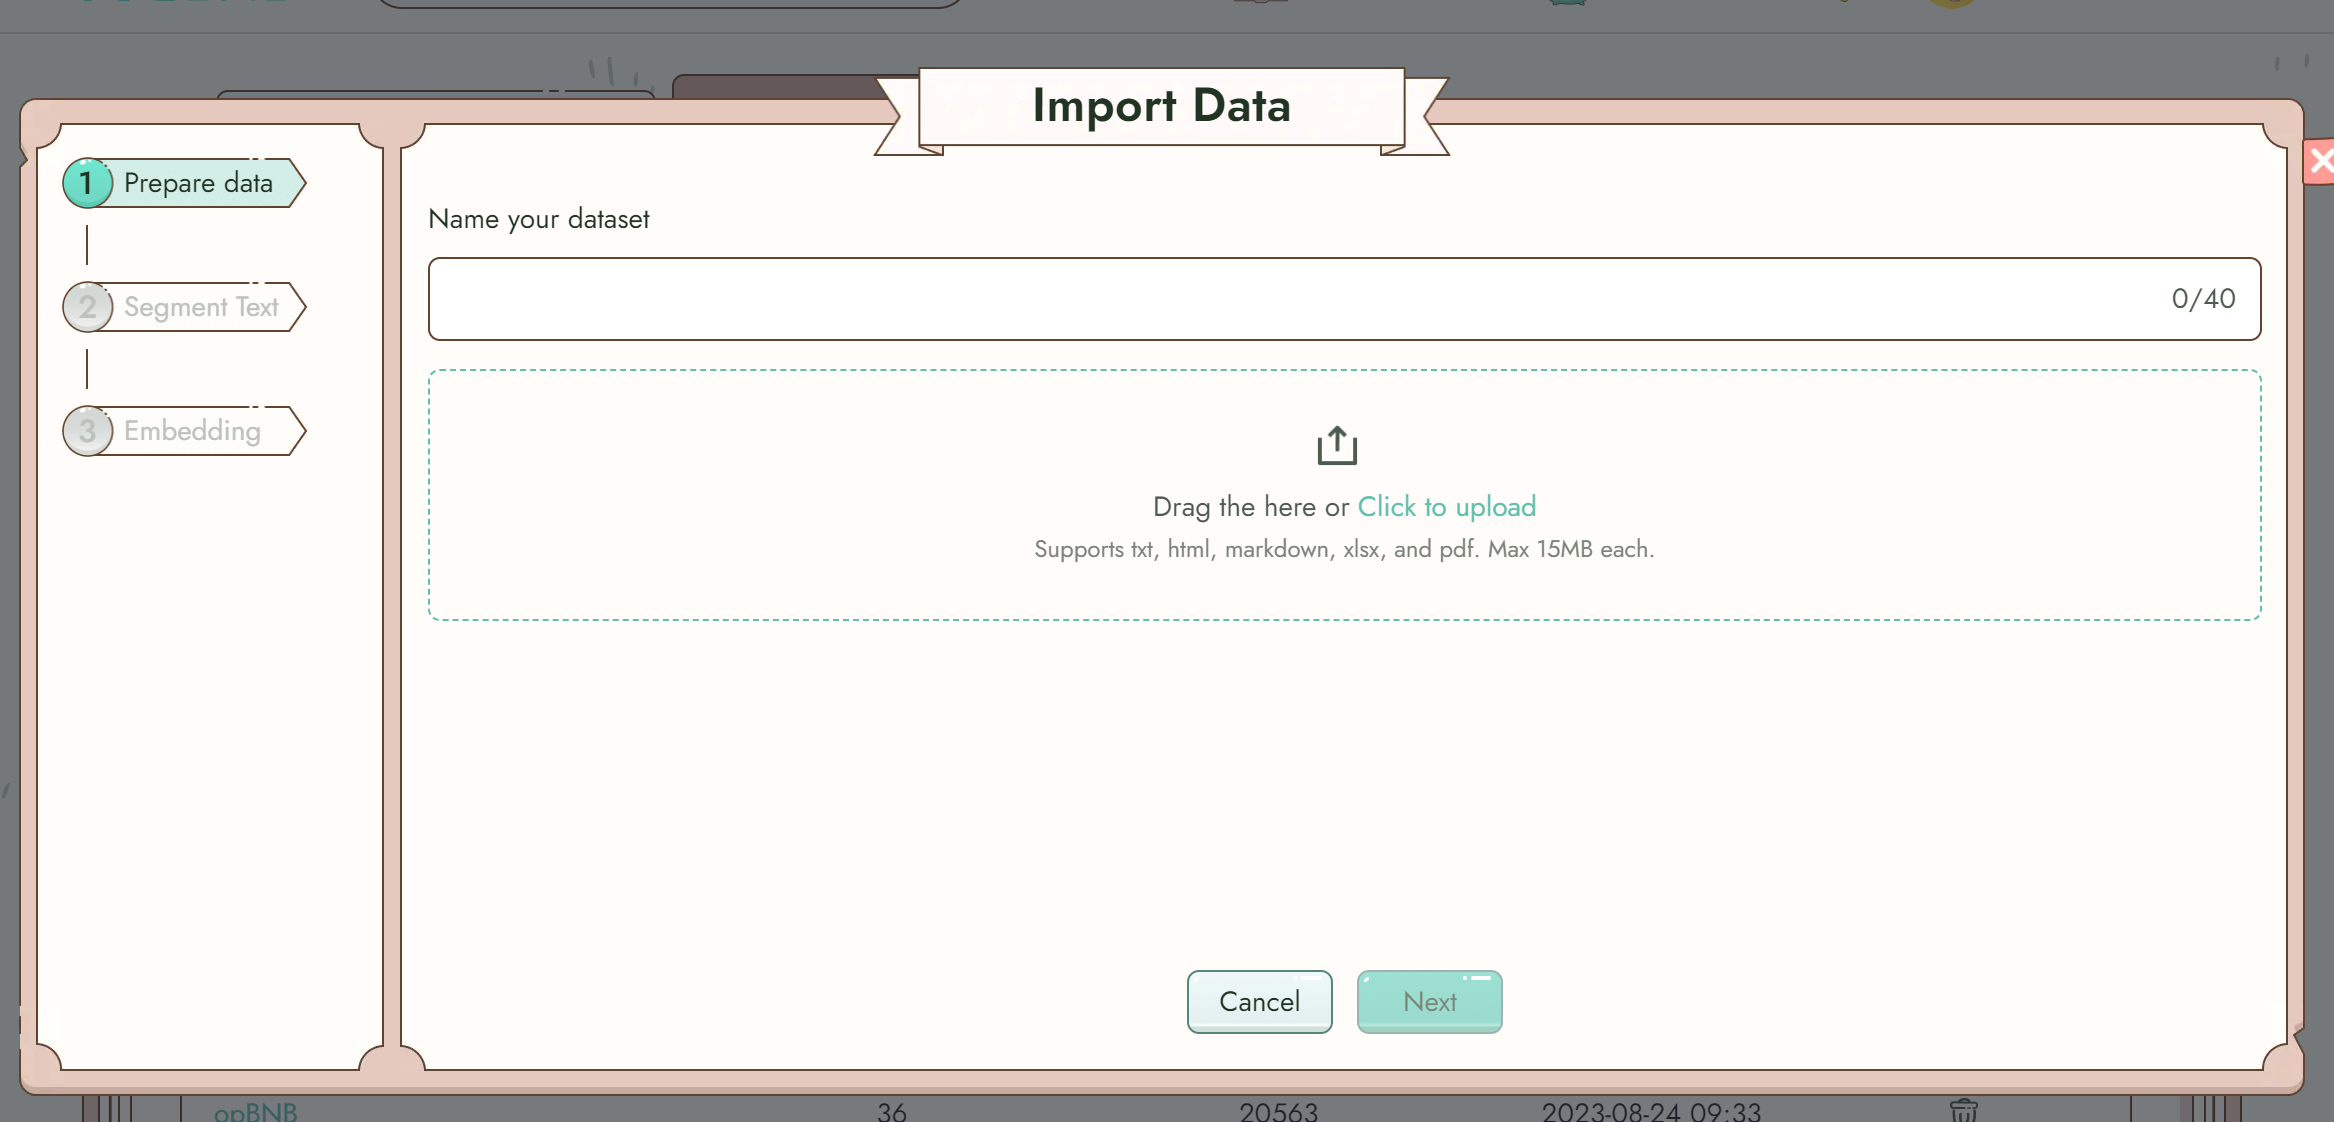 Import Data
1 Prepare data
2 Segment Text
3 Embedding
Name your dataset
0/40
Drag the here or Click to upload
Supports txt, html, markdown, xlsx, and pdf. Max 15MB each.
Cancel Next
opBNB 36 20563 2023-08-24 09:33